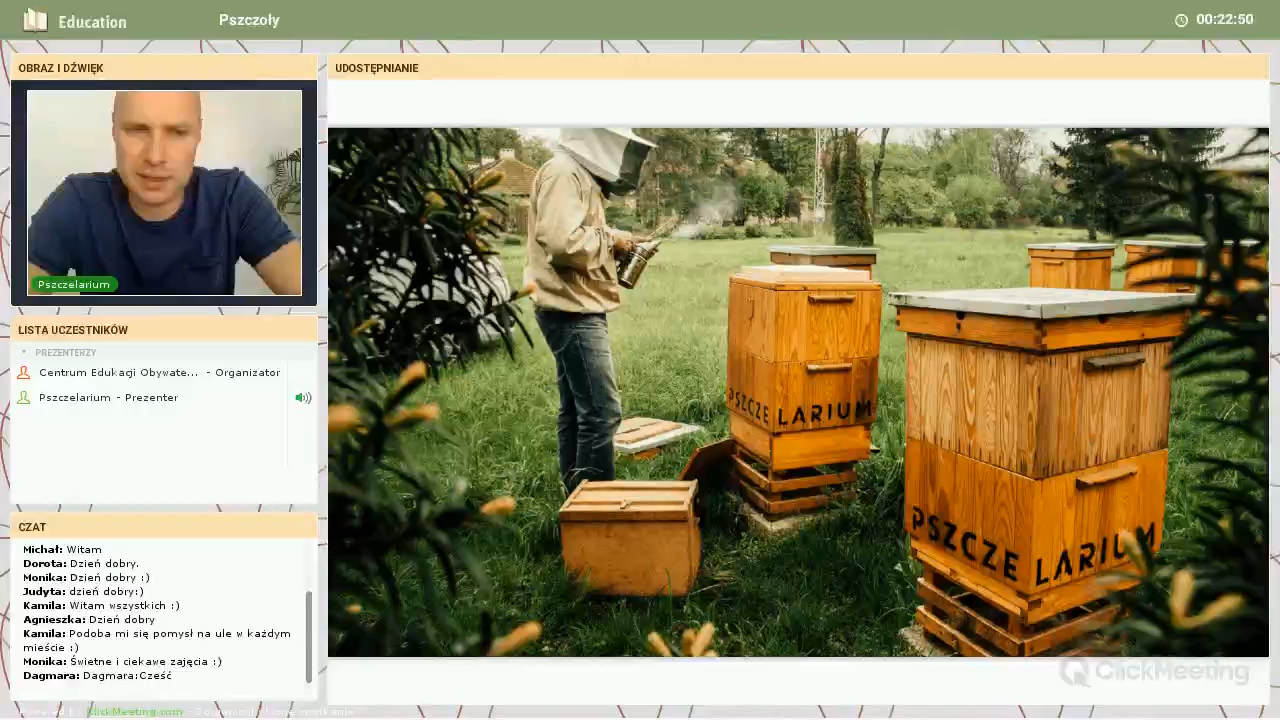 Education
Pszczoły
00:22:50
OBRAZ I DŹWIĘK
Pszczelarium
UDOSTĘPNIANIE
PSZCZE LARIUM
PSZCZE LARIUM
LISTA UCZESTNIKÓW
PREZENTERZY
Centrum Edukagi Obywate... - Organizator
Pszczelarium - Prezenter
CZAT
Michał: Witam
Dorota: Dzień dobry.
Monika: Dzień dobry :)
Judyta: dzień dobry:)
Kamila: Witam wszystkich :)
Agnieszka: Dzień dobry
Kamila: Podoba mi się pomysł na ule w każdym
mieście :)
Monika: Świetne i ciekawe zajęcia :)
Dagmara: Dagmara:Cześć
ClickMeeting
powered by ClickMeeting.com